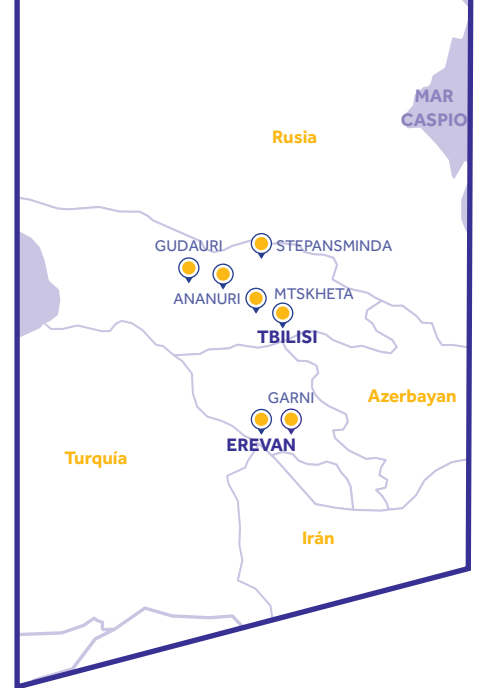 MAR
CASPIO
Rusia
GUDAURI
STEPANSMINDA
ANANURI
MTSKHETA
TBILISI
GARNI
Azerbayan
EREVAN
Turquía
Irán